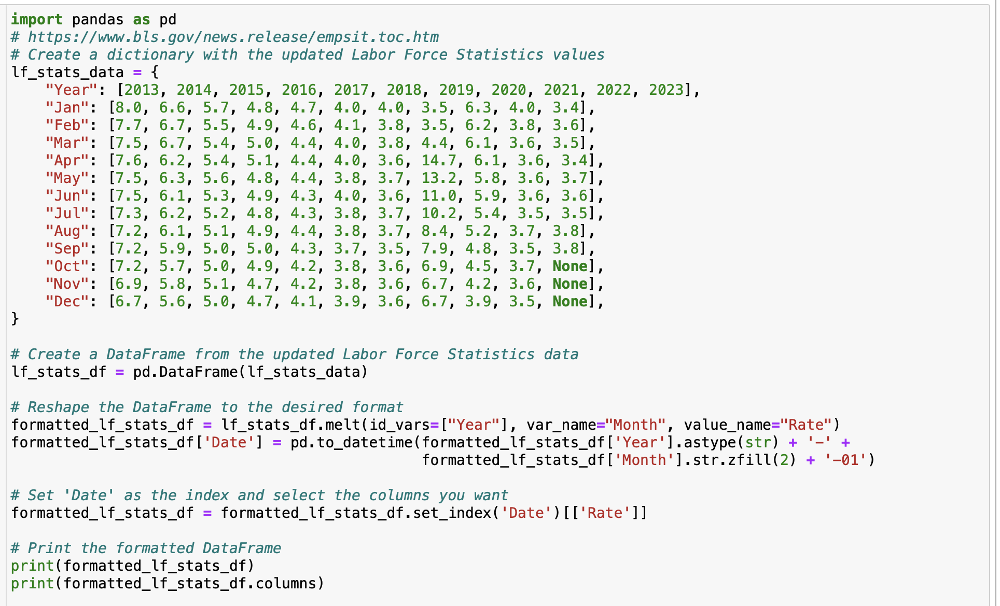 import pandas as pd
# https://www.bls.gov/news.release/empsit.toc.htm
# Create a dictionary with the updated Labor Force Statistics values
lf_stats_data = {
    "Year": [2013, 2014, 2015, 2016, 2017, 2018, 2019, 2020, 2021, 2022, 2023],
    "Jan": [8.0, 6.6, 5.7, 4.8, 4.7, 4.0, 4.0, 3.5, 6.3, 4.0, 3.4],
    "Feb": [7.7, 6.7, 5.5, 4.9, 4.6, 4.1, 3.8, 3.5, 6.2, 3.8, 3.6],
    "Mar": [7.5, 6.7, 5.4, 5.0, 4.4, 4.0, 3.8, 4.4, 6.1, 3.6, 3.5],
    "Apr": [7.6, 6.2, 5.4, 5.1, 4.4, 4.0, 3.6, 14.7, 6.1, 3.6, 3.4],
    "May": [7.5, 6.3, 5.6, 4.8, 4.4, 3.8, 3.7, 13.2, 5.8, 3.6, 3.7],
    "Jun": [7.5, 6.1, 5.3, 4.9, 4.3, 4.0, 3.6, 11.0, 5.9, 3.6, 3.6],
    "Jul": [7.3, 6.2, 5.2, 4.8, 4.3, 3.8, 3.7, 10.2, 5.4, 3.5, 3.5],
    "Aug": [7.2, 6.1, 5.1, 4.9, 4.4, 3.8, 3.7, 8.4, 5.2, 3.7, 3.8],
    "Sep": [7.2, 5.9, 5.0, 5.0, 4.3, 3.7, 3.5, 7.9, 4.8, 3.5, 3.8],
    "Oct": [7.2, 5.7, 5.0, 4.9, 4.2, 3.8, 3.6, 6.9, 4.5, 3.7, None],
    "Nov": [6.9, 5.8, 5.1, 4.7, 4.2, 3.8, 3.6, 6.7, 4.2, 3.6, None],
    "Dec": [6.7, 5.6, 5.0, 4.7, 4.1, 3.9, 3.6, 6.7, 3.9, 3.5, None],
}
# Create a DataFrame from the updated Labor Force Statistics data
lf_stats_df = pd.DataFrame(lf_stats_data)
# Reshape the DataFrame to the desired format
formatted_lf_stats_df = lf_stats_df.melt(id_vars=["Year"], var_name="Month", value_name="Rate")
formatted_lf_stats_df['Date'] = pd.to_datetime(formatted_lf_stats_df['Year'].astype(str) + '-' +
                                               formatted_lf_stats_df['Month'].str.zfill(2) + '-01')
# Set 'Date' as the index and select the columns you want
formatted_lf_stats_df = formatted_lf_stats_df.set_index('Date')[['Rate']]
# Print the formatted DataFrame
print(formatted_lf_stats_df)
print(formatted_lf_stats_df.columns)